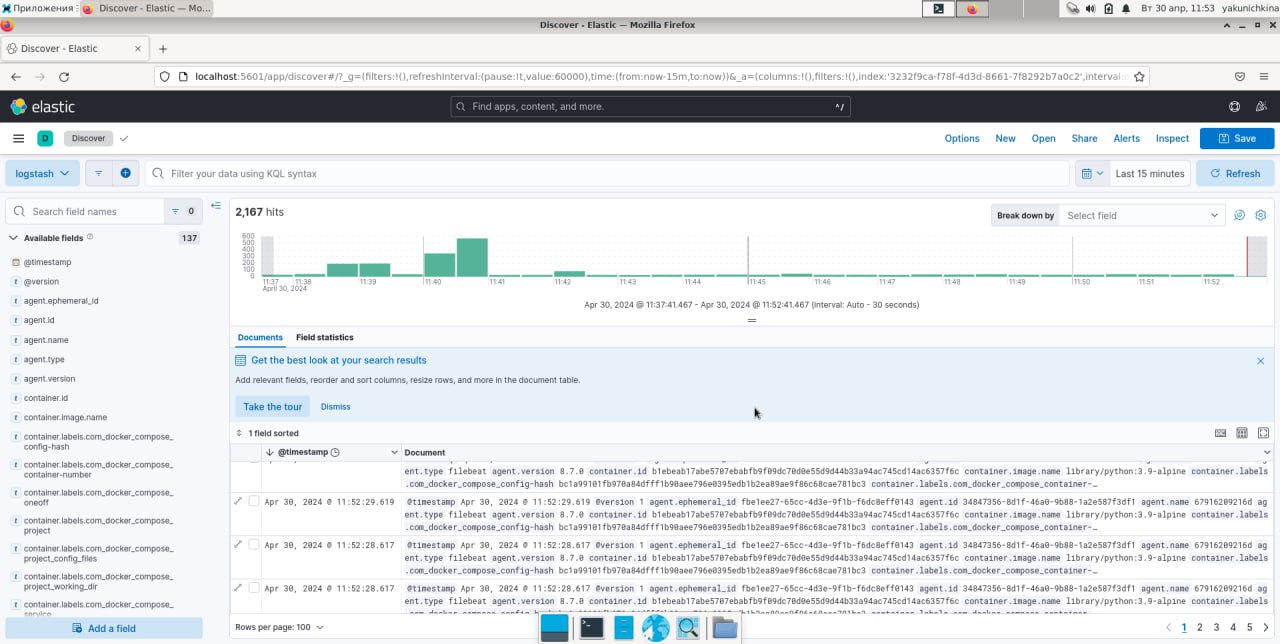 Приложения
Discover - Elastic — Mo...
Вт 30 апр, 11:53 yakunichkina
Discover - Elastic — Mozilla Firefox
Discover - Elastic
localhost:5601/app/discover#/?_g=(filters:!(),refreshInterval:(pause:!t,value:60000),time:(from:now-15m,to:now))&_a=(columns:!(),filters:!(),index:'3232f9ca-f78f-4d3d-8661-7f8292b7a0c2',interval:
elastic
Find apps, content, and more.
^/
D
Discover
Options
New
Open
Share
Alerts
Inspect
Save
logstash
Filter your data using KQL syntax
Last 15 minutes
Refresh
Search field names
0
2,167 hits
Break down by
Select field
Available fields
137
@timestamp
@version
agent.ephemeral_id
agent.id
agent.name
agent.type
agent.version
container.id
container.image.name
container.labels.com_docker_compose_
config-hash
container.labels.com_docker_compose_
container-number
container.labels.com_docker_compose_
oneoff
container.labels.com_docker_compose_
project
container.labels.com_docker_compose_
project_config_files
container.labels.com_docker_compose_
project_working_dir
container.labels.com_docker_compose_
service
Add a field
600
500
400
300
200
100
0
11:37 11:38 11:39 11:40 11:41 11:42 11:43 11:44 11:45 11:46 11:47 11:48 11:49 11:50 11:51 11:52
April 30, 2024
Apr 30, 2024 @ 11:37:41.467 - Apr 30, 2024 @ 11:52:41.467 (interval: Auto - 30 seconds)
Documents
Field statistics
Get the best look at your search results
Add relevant fields, reorder and sort columns, resize rows, and more in the document table.
Take the tour
Dismiss
1 field sorted
@timestamp
Document
ent.type filebeat agent.version 8.7.0 container.id b1ebeab17abe5707ebabfb9f09dc70d0e55d9d44b33a94ac745cd14ac6357f6c container.image.name library/python:3.9-alpine container.labels
.com_docker_compose_config-hash bc1a99101fb970a84dfff1b90aee796e0395edb1b2ea89ae9f86c68cae781bc3 container.labels.com_docker_compose_container-…
Apr 30, 2024 @ 11:52:29.619
@timestamp Apr 30, 2024 @ 11:52:29.619 @version 1 agent.ephemeral_id fbe1ee27-65cc-4d3e-9f1b-f6dc8eff0143 agent.id 34847356-8d1f-46a0-9b88-1a2e587f3df1 agent.name 67916209216d ag
ent.type filebeat agent.version 8.7.0 container.id b1ebeab17abe5707ebabfb9f09dc70d0e55d9d44b33a94ac745cd14ac6357f6c container.image.name library/python:3.9-alpine container.labels
.com_docker_compose_config-hash bc1a99101fb970a84dfff1b90aee796e0395edb1b2ea89ae9f86c68cae781bc3 container.labels.com_docker_compose_container-…
Apr 30, 2024 @ 11:52:28.617
@timestamp Apr 30, 2024 @ 11:52:28.617 @version 1 agent.ephemeral_id fbe1ee27-65cc-4d3e-9f1b-f6dc8eff0143 agent.id 34847356-8d1f-46a0-9b88-1a2e587f3df1 agent.name 67916209216d ag
ent.type filebeat agent.version 8.7.0 container.id b1ebeab17abe5707ebabfb9f09dc70d0e55d9d44b33a94ac745cd14ac6357f6c container.image.name library/python:3.9-alpine container.labels
.com_docker_compose_config-hash bc1a99101fb970a84dfff1b90aee796e0395edb1b2ea89ae9f86c68cae781bc3 container.labels.com_docker_compose_container-…
Apr 30, 2024 @ 11:52:28.617
@timestamp Apr 30, 2024 @ 11:52:28.617 @version 1 agent.ephemeral_id fbe1ee27-65cc-4d3e-9f1b-f6dc8eff0143 agent.id 34847356-8d1f-46a0-9b88-1a2e587f3df1 agent.name 67916209216d ag
ent.type filebeat agent.version 8.7.0 container.id b1ebeab17abe5707ebabfb9f09dc70d0e55d9d44b33a94ac745cd14ac6357f6c container.image.name library/python:3.9-alpine container.labels
Rows per page: 100
1 2 3 4 5